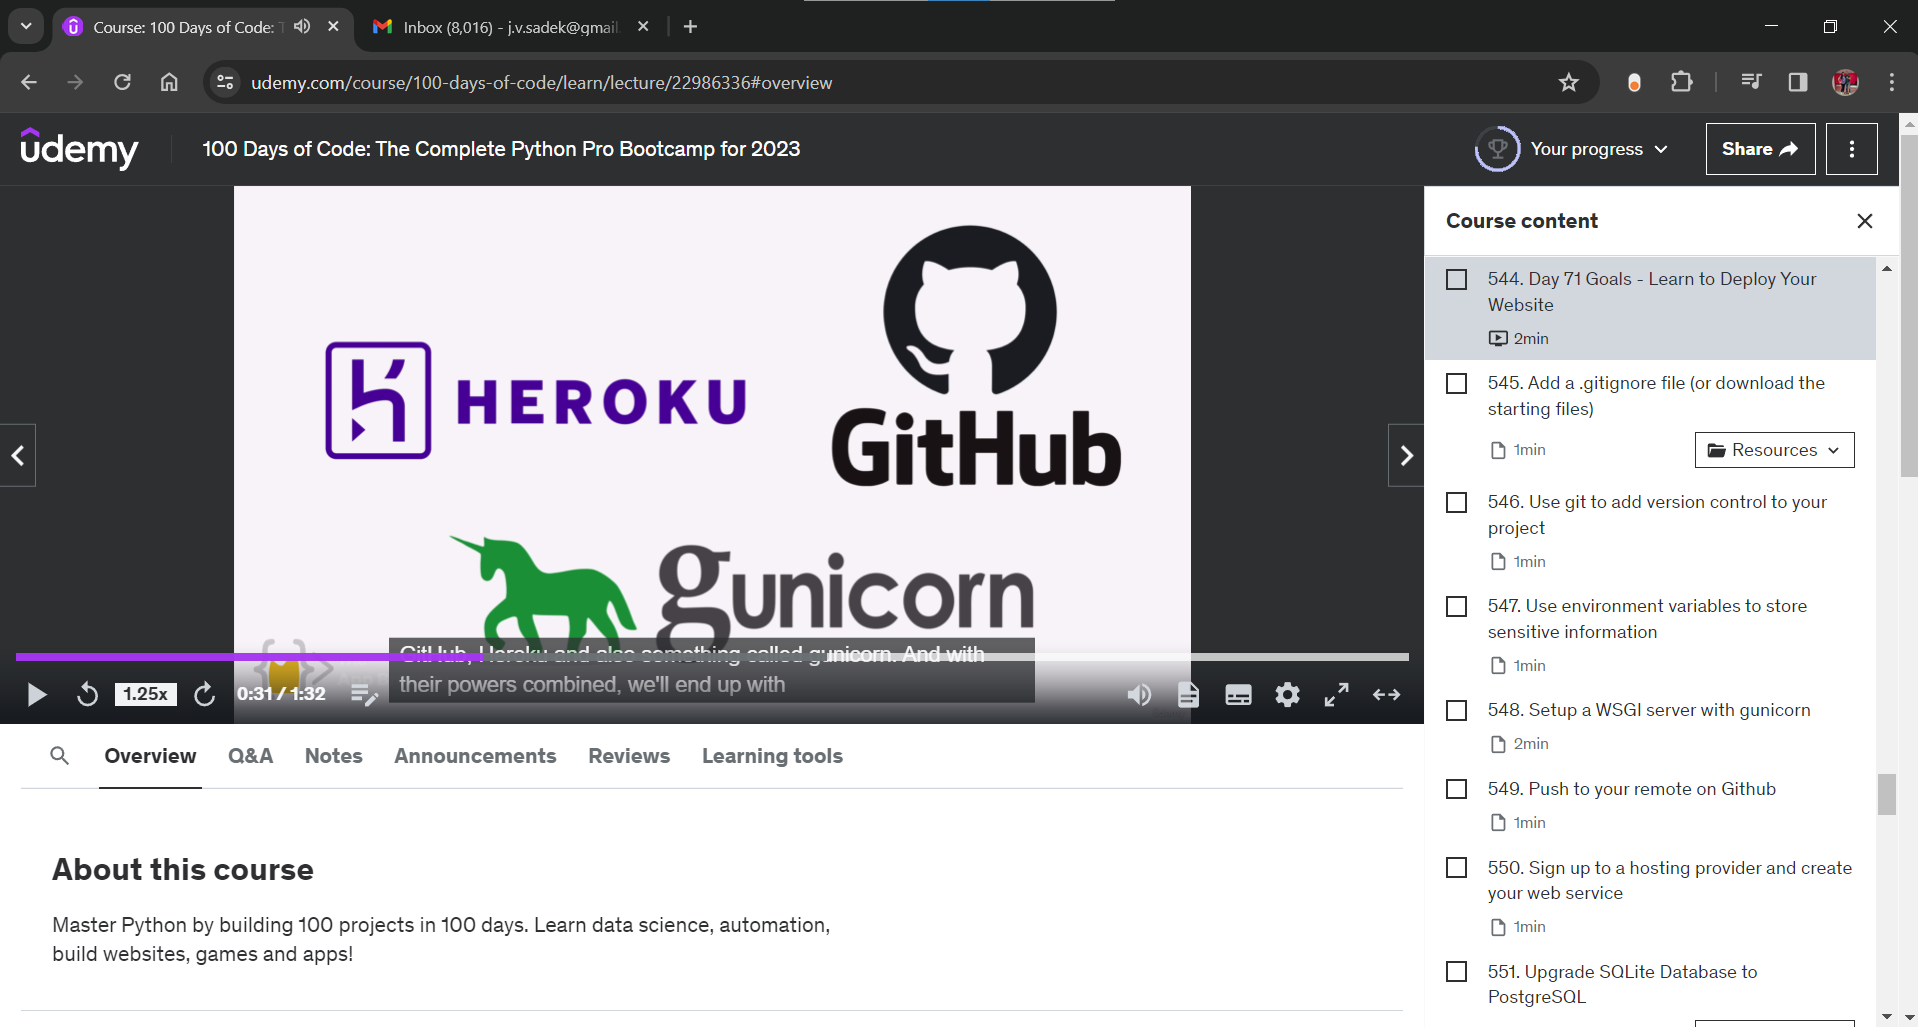 Course: 100 Days of Code: T
Inbox (8,016) - j.v.sadek@gmail.
udemy.com/course/100-days-of-code/learn/lecture/22986336#overview
udemy
100 Days of Code: The Complete Python Pro Bootcamp for 2023
Your progress
Share
HEROKU
GitHub
gunicorn
GitHub, Heroku and also something called gunicorn. And with
their powers combined, we'll end up with
1.25x
0:31 / 1:32
Overview
Q&A
Notes
Announcements
Reviews
Learning tools
About this course
Master Python by building 100 projects in 100 days. Learn data science, automation,
build websites, games and apps!
Course content
544. Day 71 Goals - Learn to Deploy Your
Website
2min
545. Add a .gitignore file (or download the
starting files)
1min
Resources
546. Use git to add version control to your
project
1min
547. Use environment variables to store
sensitive information
1min
548. Setup a WSGI server with gunicorn
2min
549. Push to your remote on Github
1min
550. Sign up to a hosting provider and create
your web service
1min
551. Upgrade SQLite Database to
PostgreSQL